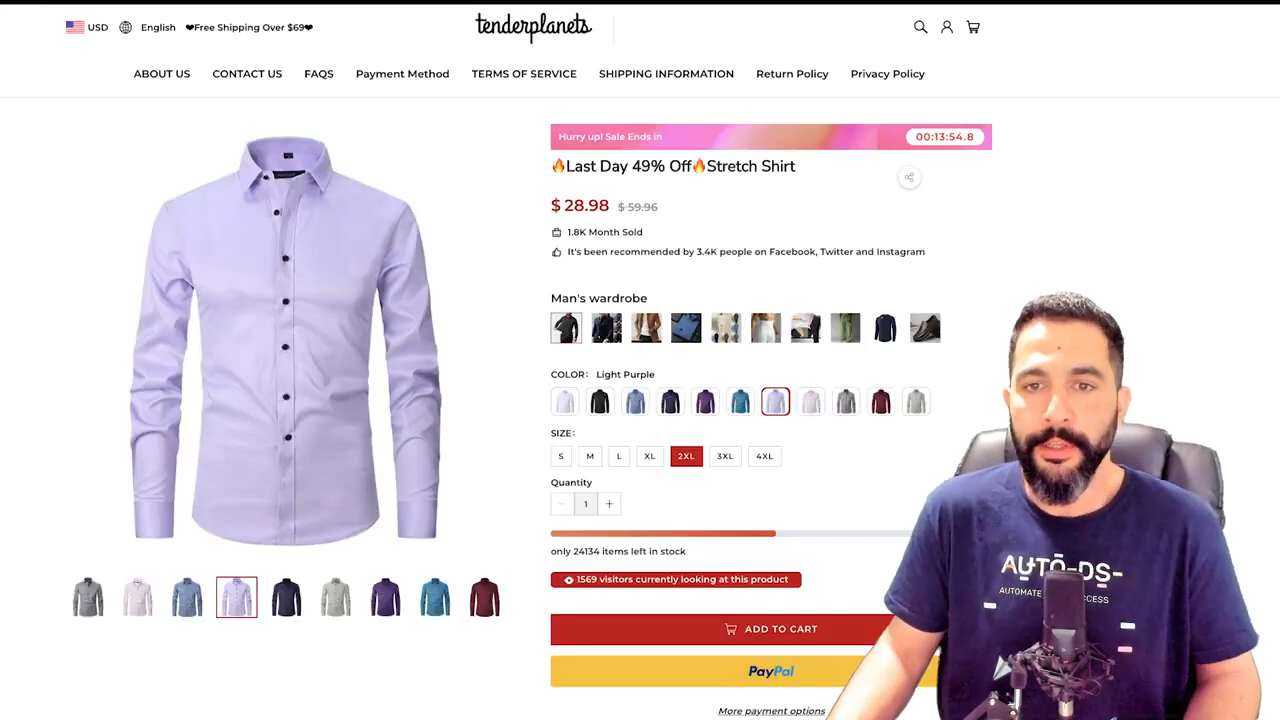 USD English ❤Free Shipping Over $69❤
tenderplanets
ABOUT US CONTACT US FAQS Payment Method TERMS OF SERVICE SHIPPING INFORMATION Return Policy Privacy Policy
Hurry up! Sale Ends in 00:13:54.8
🔥Last Day 49% Off🔥Stretch Shirt
$ 28.98 $ 59.96
1.8K Month Sold
It's been recommended by 3.4K people on Facebook, Twitter and Instagram
Man's wardrobe
COLOR: Light Purple
SIZE:
S M L XL 2XL 3XL 4XL
Quantity
1
only 24134 items left in stock
1569 visitors currently looking at this product
ADD TO CART
PayPal
More payment options
AUTO-DS-